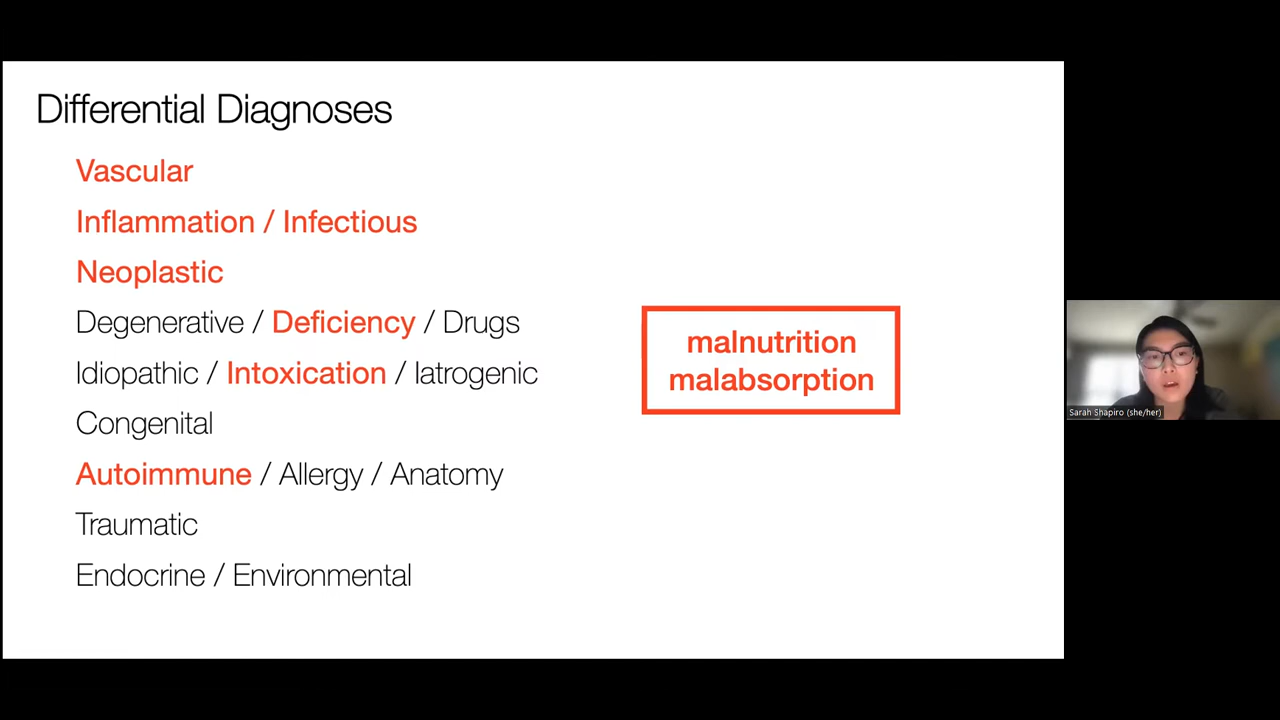 Differential Diagnoses
Vascular
Inflammation / Infectious
Neoplastic
Degenerative / Deficiency / Drugs
Idiopathic / Intoxication / Iatrogenic
Congenital
Autoimmune / Allergy / Anatomy
Traumatic
Endocrine / Environmental
malnutrition
malabsorption
Sarah Shapiro (she/her)